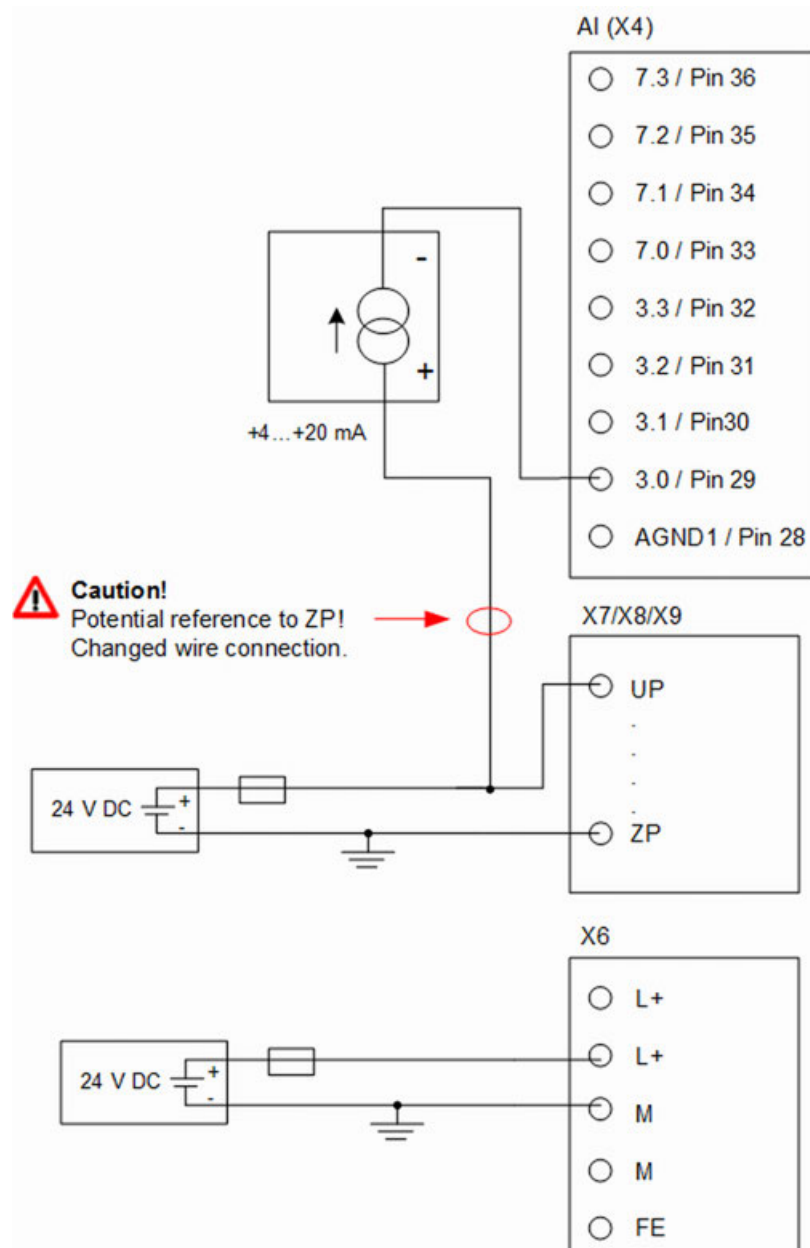 AI (X4)
7.3 / Pin 36
7.2 / Pin 35
7.1 / Pin 34
7.0 / Pin 33
3.3 / Pin 32
3.2 / Pin 31
3.1 / Pin30
3.0 / Pin 29
AGND1 / Pin 28
-
+
+4...+20 mA
Caution!
Potential reference to ZP!
Changed wire connection.
X7/X8/X9
UP
ZP
24 V DC
+
-
X6
L+
L+
M
M
FE
24 V DC
+
-